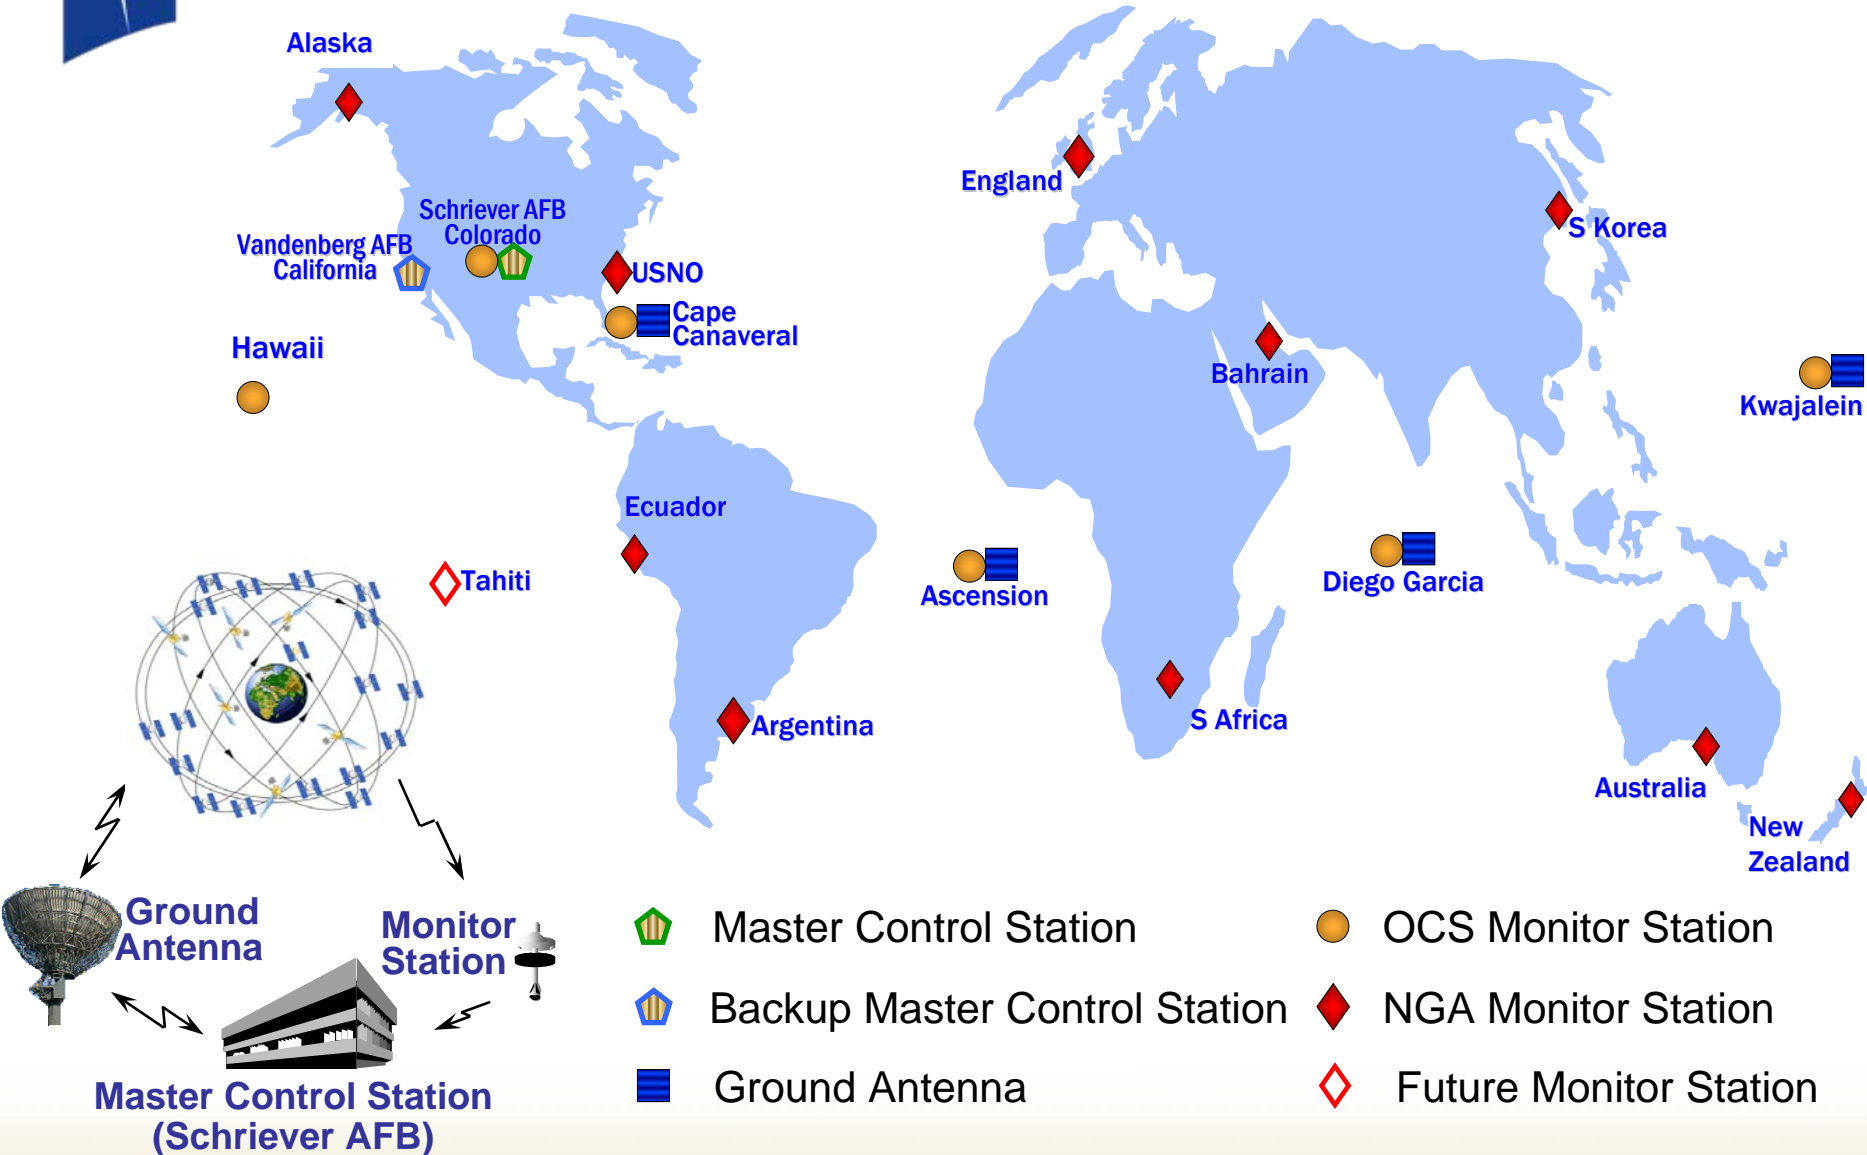 Alaska
England
Schriever AFB
Colorado
S Korea
Vandenberg AFB
California
USNO
Cape
Canaveral
Hawaii
Bahrain
Kwajalein
Ecuador
Tahiti
Ascension
Diego Garcia
Argentina
S Africa
Australia
New
Zealand
Ground
Antenna
Monitor
Station
Master Control Station
(Schriever AFB)
Master Control Station
OCS Monitor Station
Backup Master Control Station
NGA Monitor Station
Ground Antenna
Future Monitor Station